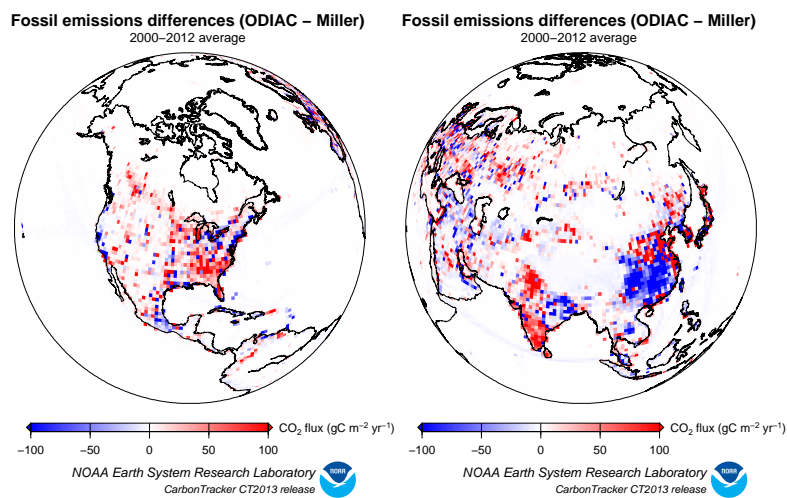 Fossil emissions differences (ODIAC − Miller)
2000−2012 average
−100 −50 0 50 100
CO₂ flux (gC m⁻² yr⁻¹)
NOAA Earth System Research Laboratory
CarbonTracker CT2013 release
NOAA
Fossil emissions differences (ODIAC − Miller)
2000−2012 average
−100 −50 0 50 100
CO₂ flux (gC m⁻² yr⁻¹)
NOAA Earth System Research Laboratory
CarbonTracker CT2013 release
NOAA